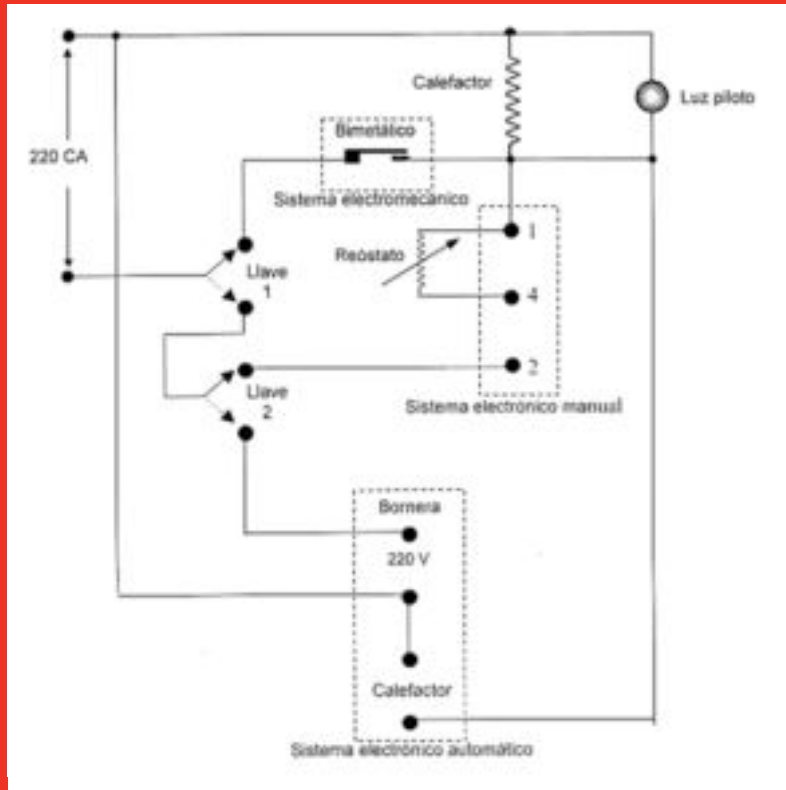 Calefactor
Luz piloto
Bimetálico
220 CA
Sistema electromecánico
1
Reóstato
Llave
1
4
2
Llave
2
Sistema electrónico manual
Bornera
220 V
Calefactor
Sistema electrónico automático